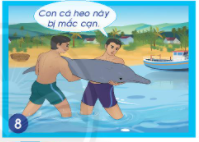 Con cá heo này
bị mắc cạn.
8